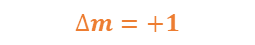 Δm = +1